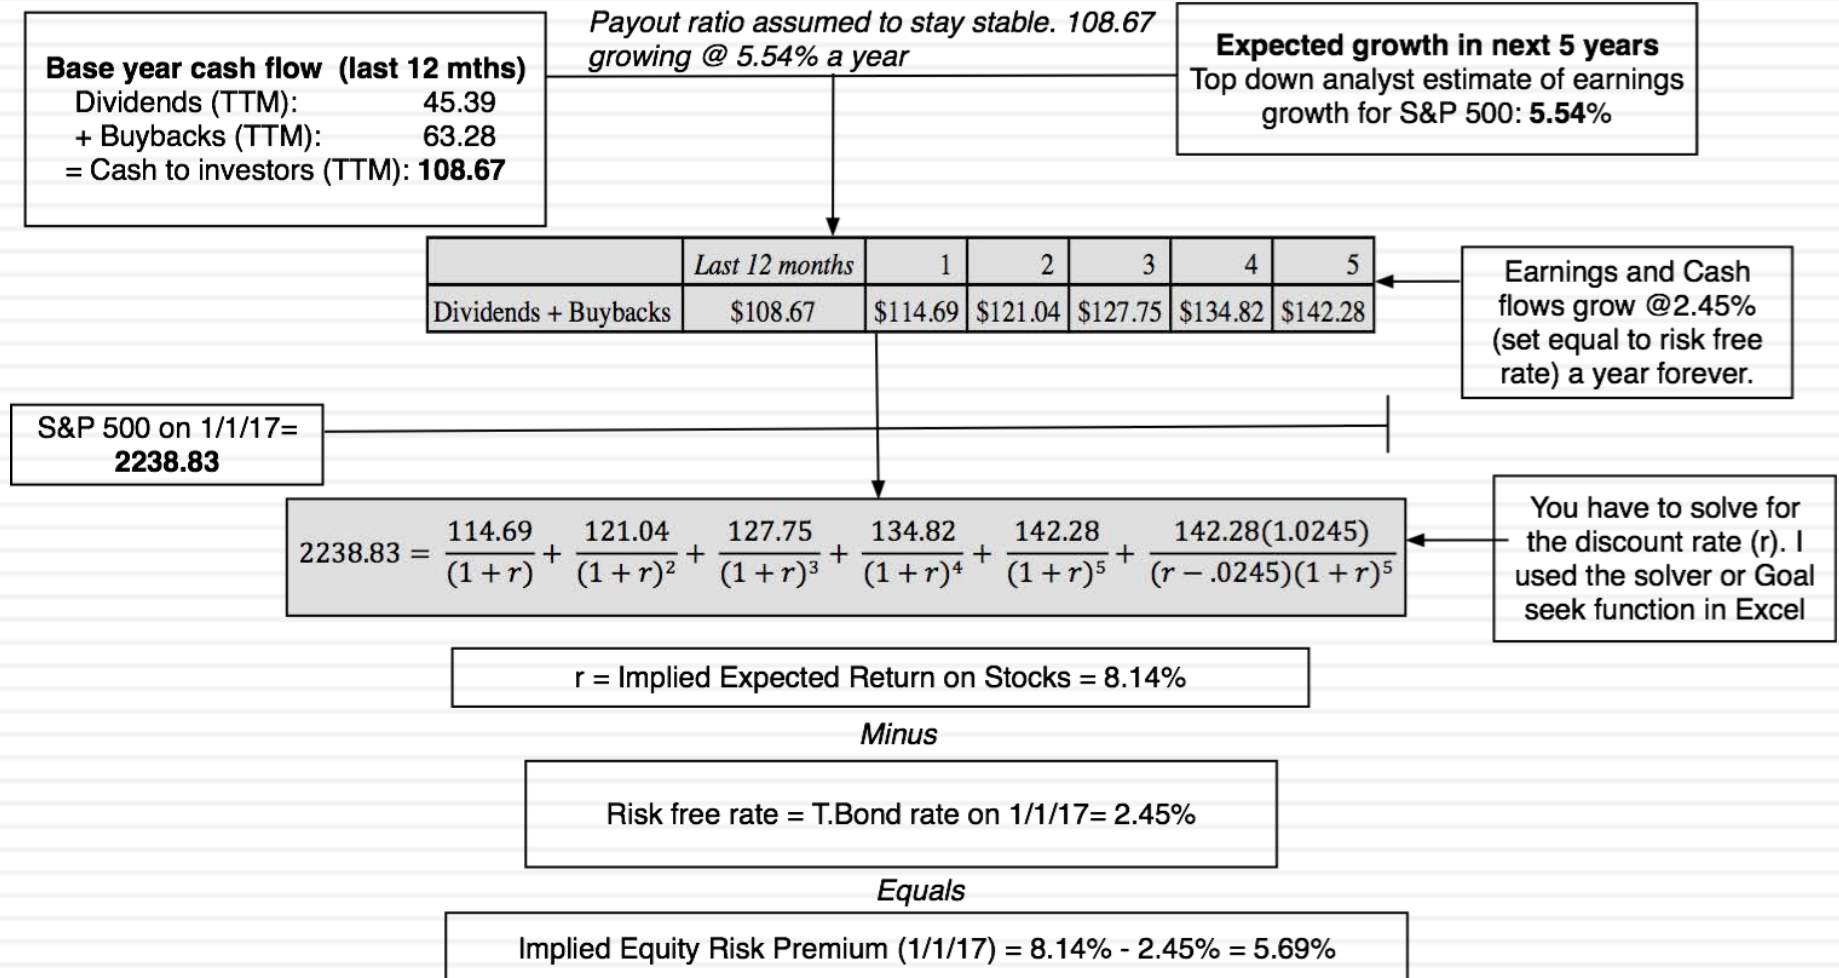 Base year cash flow (last 12 mths)
Dividends (TTM): 45.39
+ Buybacks (TTM): 63.28
= Cash to investors (TTM): 108.67
Payout ratio assumed to stay stable. 108.67
growing @ 5.54% a year
Expected growth in next 5 years
Top down analyst estimate of earnings
growth for S&P 500: 5.54%
Last 12 months 1 2 3 4 5
Dividends + Buybacks $108.67 $114.69 $121.04 $127.75 $134.82 $142.28
Earnings and Cash
flows grow @2.45%
(set equal to risk free
rate) a year forever.
S&P 500 on 1/1/17=
2238.83
2238.83 = 114.69/(1 + r) + 121.04/(1 + r)² + 127.75/(1 + r)³ + 134.82/(1 + r)⁴ + 142.28/(1 + r)⁵ + 142.28(1.0245)/(r − .0245)(1 + r)⁵
You have to solve for
the discount rate (r). I
used the solver or Goal
seek function in Excel
r = Implied Expected Return on Stocks = 8.14%
Minus
Risk free rate = T.Bond rate on 1/1/17= 2.45%
Equals
Implied Equity Risk Premium (1/1/17) = 8.14% - 2.45% = 5.69%